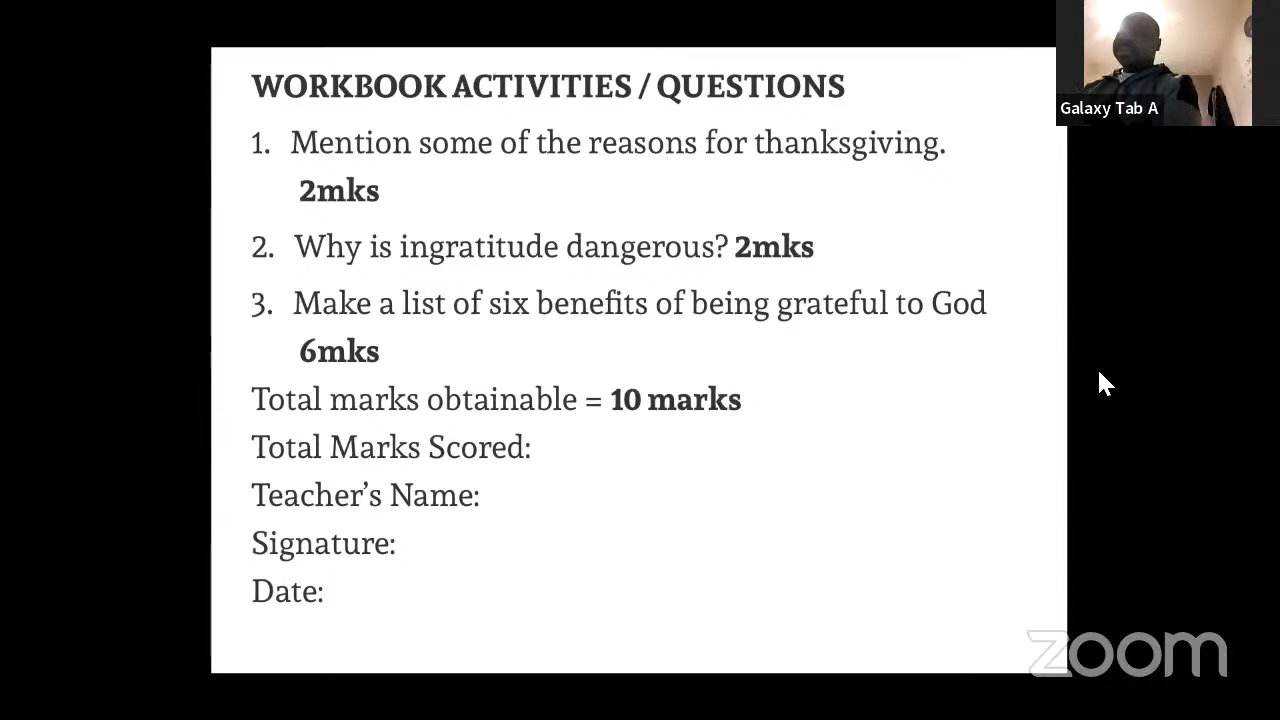 WORKBOOK ACTIVITIES / QUESTIONS
1. Mention some of the reasons for thanksgiving.
2mks
2. Why is ingratitude dangerous? 2mks
3. Make a list of six benefits of being grateful to God
6mks
Total marks obtainable = 10 marks
Total Marks Scored:
Teacher’s Name:
Signature:
Date:
Galaxy Tab A
zoom